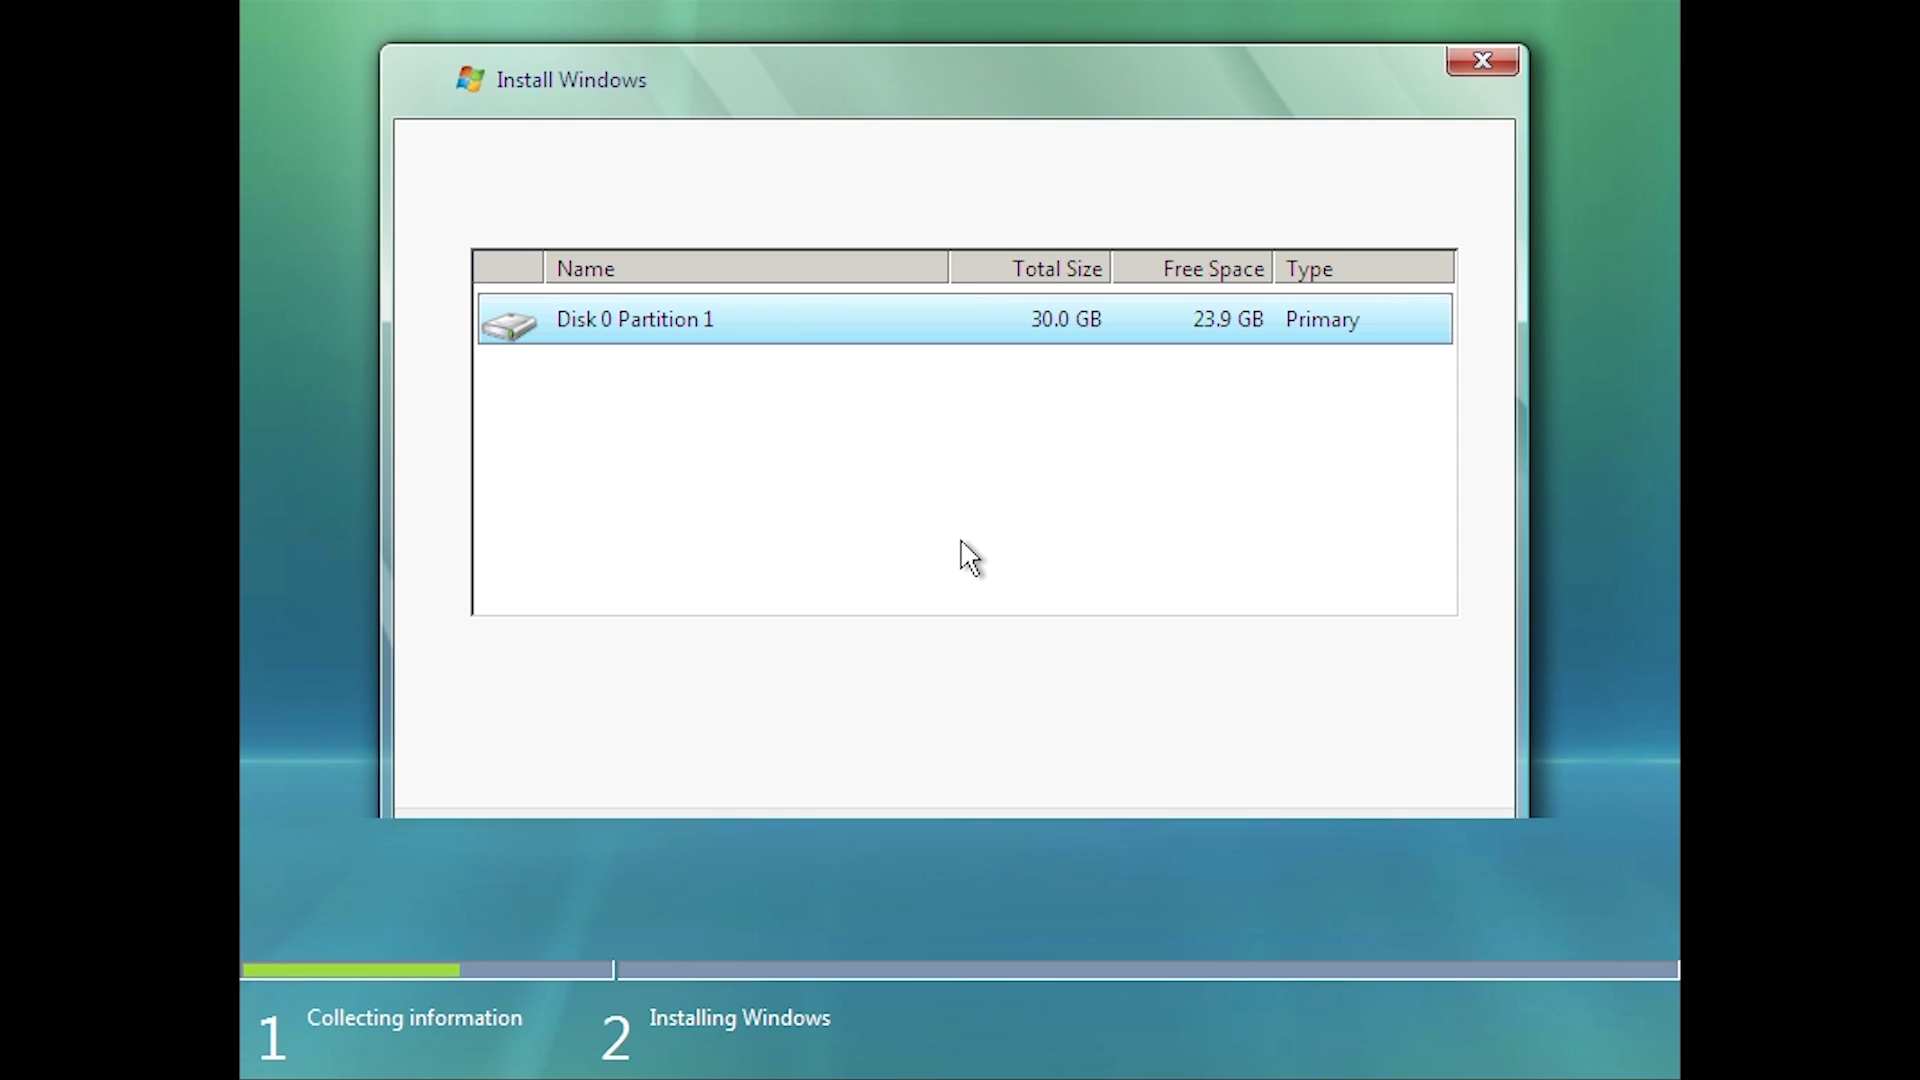 Install Windows
Name Total Size Free Space Type
Disk 0 Partition 1 30.0 GB 23.9 GB Primary
1 Collecting information 2 Installing Windows